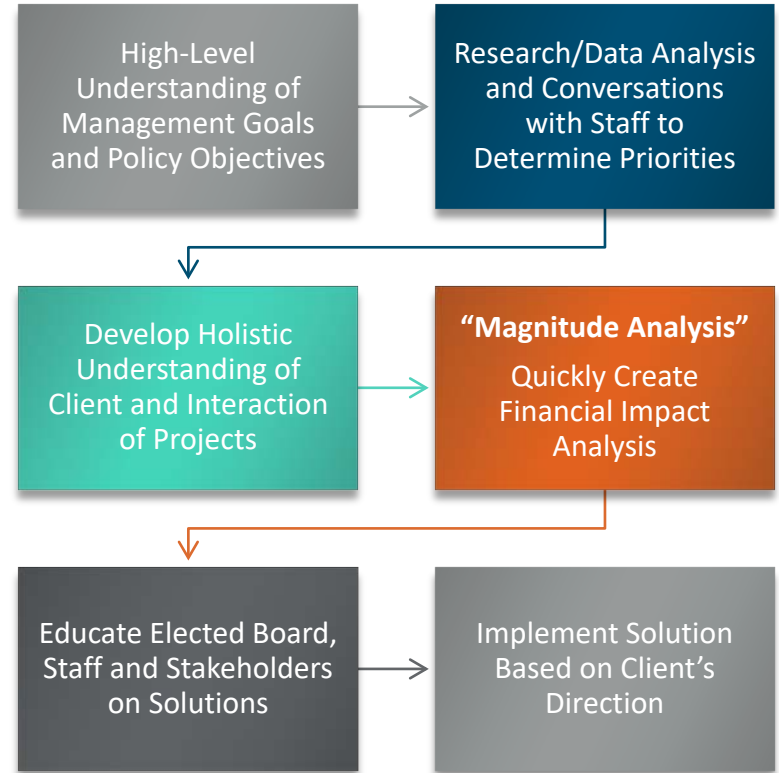 High-Level
Understanding of
Management Goals
and Policy Objectives
Research/Data Analysis
and Conversations
with Staff to
Determine Priorities
Develop Holistic
Understanding of
Client and Interaction
of Projects
“Magnitude Analysis”
Quickly Create
Financial Impact
Analysis
Educate Elected Board,
Staff and Stakeholders
on Solutions
Implement Solution
Based on Client’s
Direction